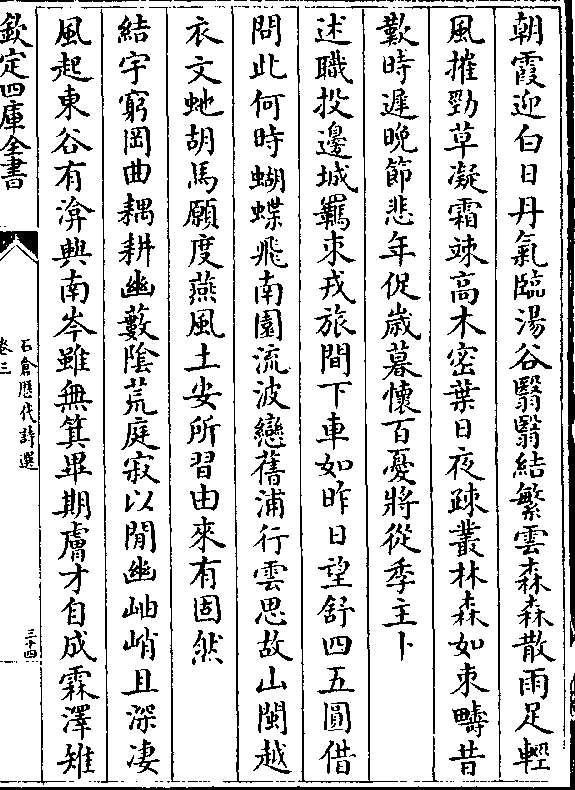 朝霞迎白日丹氣臨湯谷翳翳結繁雲森森散雨足輕
風摧勁草凝霜竦高木密葉日夜疎叢林森如束疇昔
歎時遲晚節悲年促歲暮懷百憂將從季主卜
述職投邊城羈束戎旅間下車如昨日望舒四五圓借
問此何時蝴蝶飛南園流波戀舊浦行雲思故山閩越
衣文虵胡馬願度燕風土安所習由來有固然
結宇窮岡曲耦耕幽藪陰荒庭寂以閒幽岫峭且深凄
風起東谷有渰興南岑雖無箕畢期膚才自成霖澤雉
欽定四庫全書
石倉歷代詩選
卷三
三十四